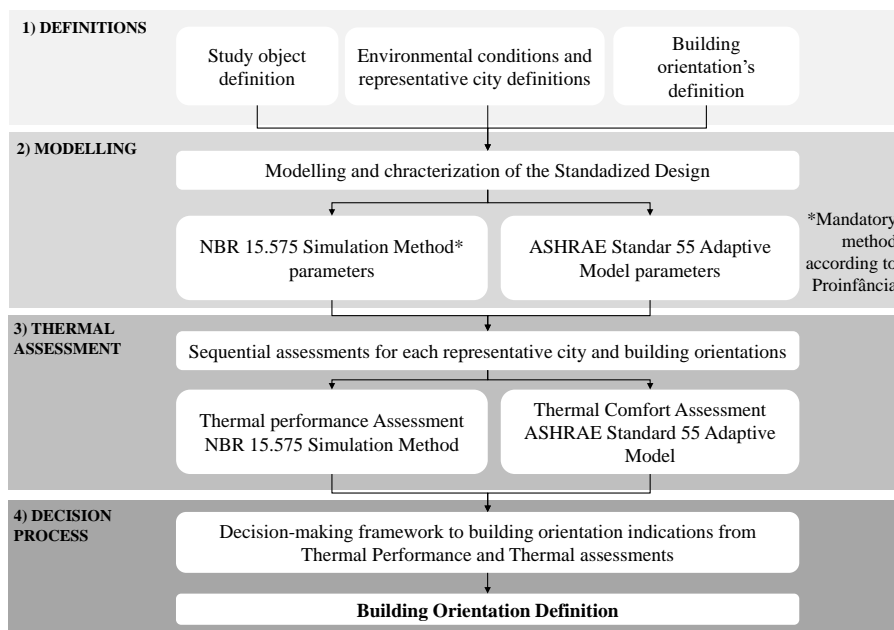 1) DEFINITIONS
Study object
definition
Environmental conditions and
representative city definitions
Building
orientation's
definition
2) MODELLING
Modelling and chracterization of the Standadized Design
NBR 15.575 Simulation Method*
parameters
ASHRAE Standar 55 Adaptive
Model parameters
*Mandatory
method
according to
Proinfância
3) THERMAL
ASSESSMENT
Sequential assessments for each representative city and building orientations
Thermal performance Assessment
NBR 15.575 Simulation Method
Thermal Comfort Assessment
ASHRAE Standard 55 Adaptive
Model
4) DECISION
PROCESS
Decision-making framework to building orientation indications from
Thermal Performance and Thermal assessments
Building Orientation Definition